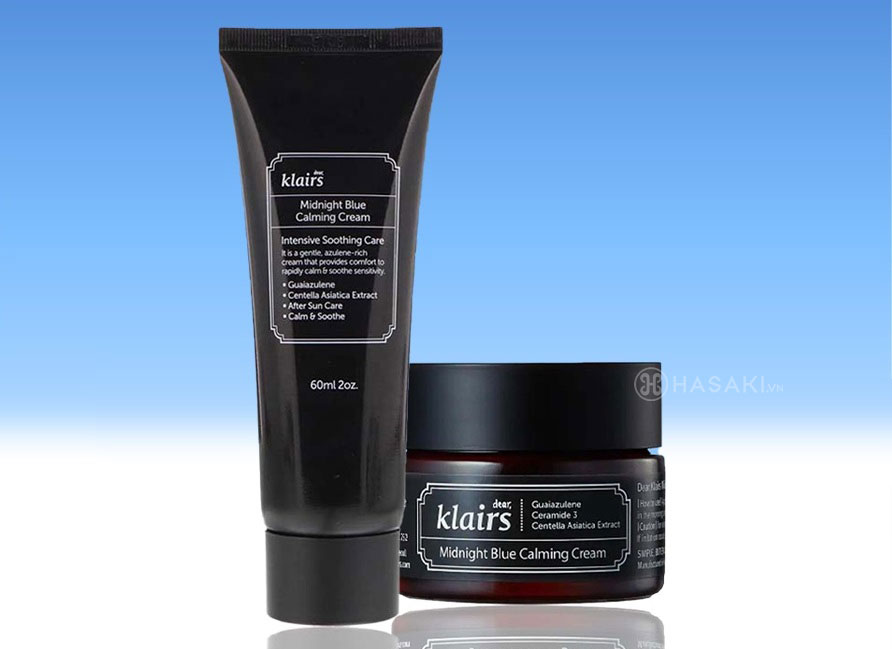 dear,
klairs
Midnight Blue
Calming Cream
Intensive Soothing Care
It is a gentle, azulene-rich
cream that provides comfort to
rapidly calm & soothe sensitivity.
• Guaiazulene
• Centella Asiatica Extract
• After Sun Care
• Calm & Soothe
60ml 2oz.
HASAKI.VN
dear,
klairs
Guaiazulene
Ceramide 3
Centella Asiatica Extract
Midnight Blue Calming Cream
Dear, Klairs